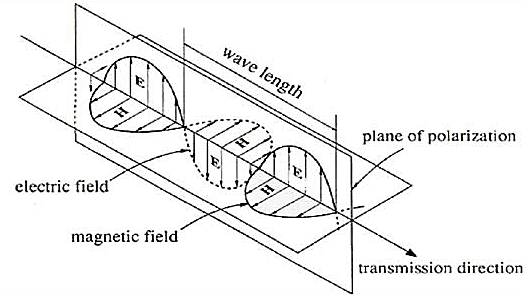 wave length
E
H
H
E
E
H
plane of polarization
electric field
magnetic field
transmission direction